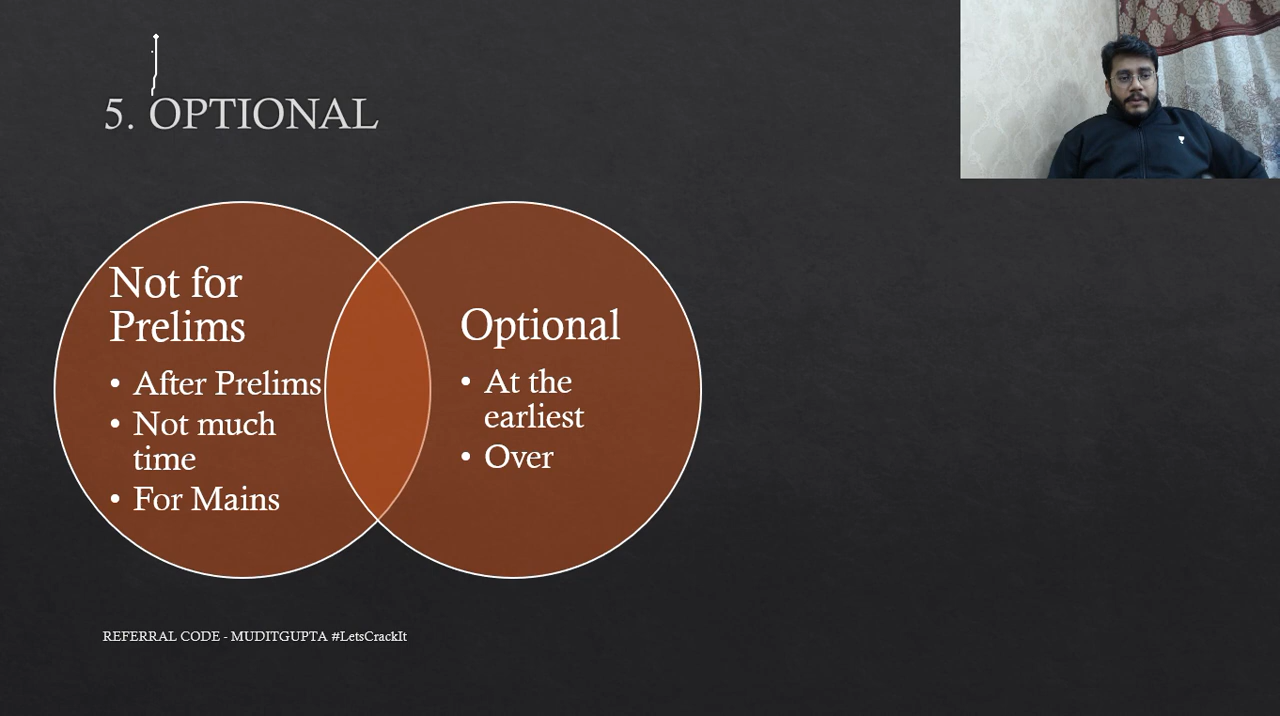 5. OPTIONAL
Not for
Prelims
• After Prelims
• Not much
time
• For Mains
Optional
• At the
earliest
• Over
REFERRAL CODE - MUDITGUPTA #LetsCrackIt